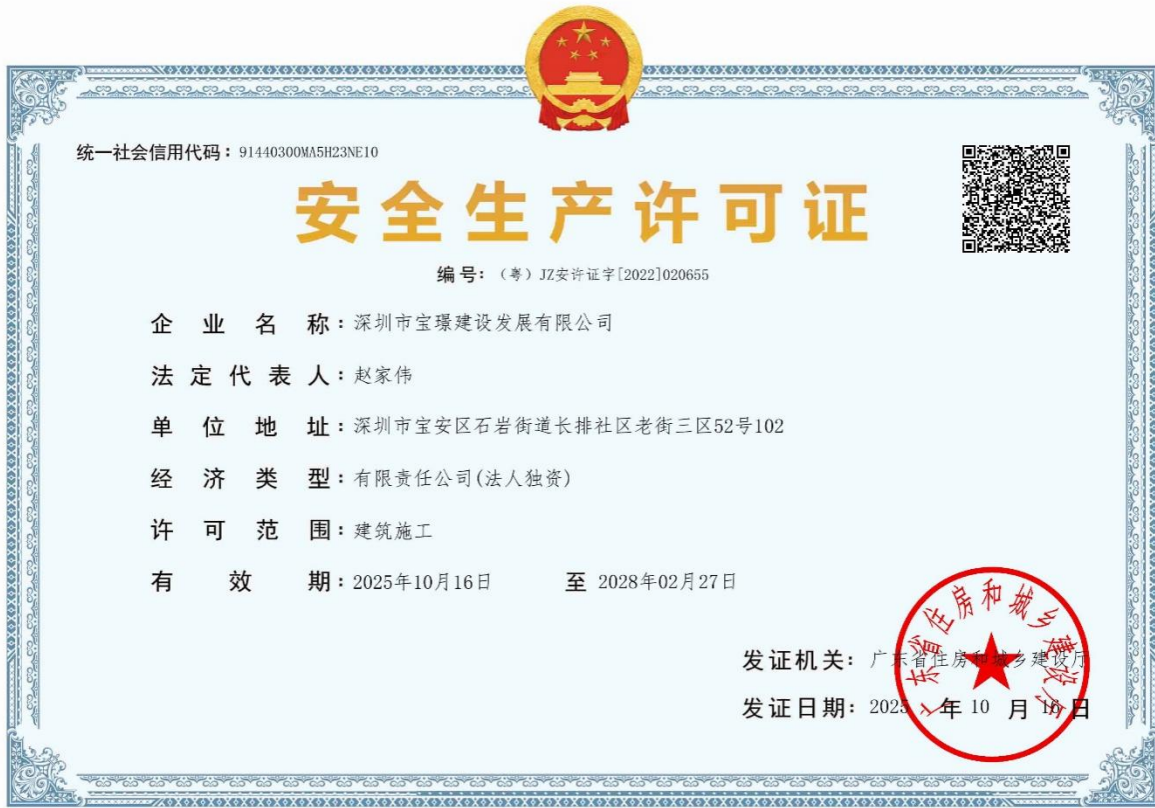 统一社会信用代码：91440300MA5H23NE10
安全生产许可证
编号：（粤）JZ安许证字[2022]020655
企业名称：深圳市宝璟建设发展有限公司
法定代表人：赵家伟
单位地址：深圳市宝安区石岩街道长排社区老街三区52号102
经济类型：有限责任公司(法人独资)
许可范围：建筑施工
有效期：2025年10月16日 至 2028年02月27日
发证机关：广东省住房和城乡建设厅
发证日期：2025年10月16日
广东省住房和城乡建设厅